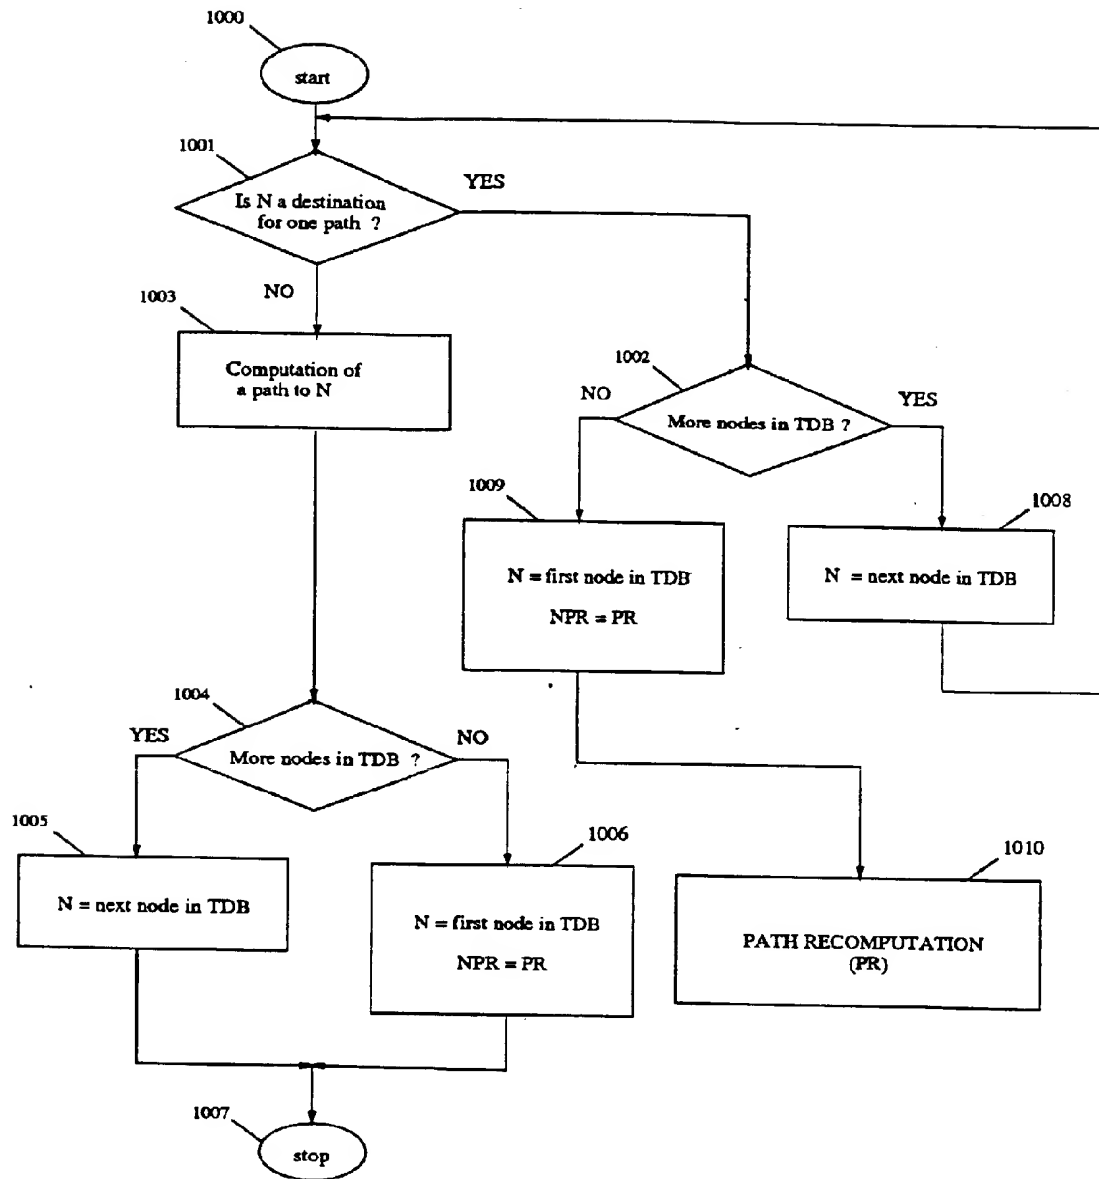 1000
start
1001
YES
Is N a destination
for one path ?
NO
1003
Computation of
a path to N
1002
NO
YES
More nodes in TDB ?
1009
1008
N = first node in TDB
NPR = PR
N = next node in TDB
1004
YES
NO
More nodes in TDB ?
1005
1006
1010
N = next node in TDB
N = first node in TDB
NPR = PR
PATH RECOMPUTATION
(PR)
1007
stop